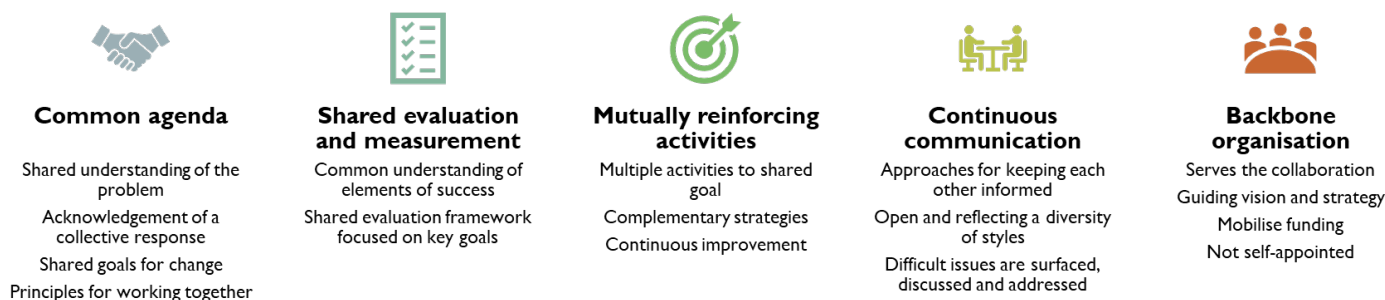 Common agenda
Shared understanding of the
problem
Acknowledgement of a
collective response
Shared goals for change
Principles for working together
Shared evaluation
and measurement
Common understanding of
elements of success
Shared evaluation framework
focused on key goals
Mutually reinforcing
activities
Multiple activities to shared
goal
Complementary strategies
Continuous improvement
Continuous
communication
Approaches for keeping each
other informed
Open and reflecting a diversity
of styles
Difficult issues are surfaced,
discussed and addressed
Backbone
organisation
Serves the collaboration
Guiding vision and strategy
Mobilise funding
Not self-appointed